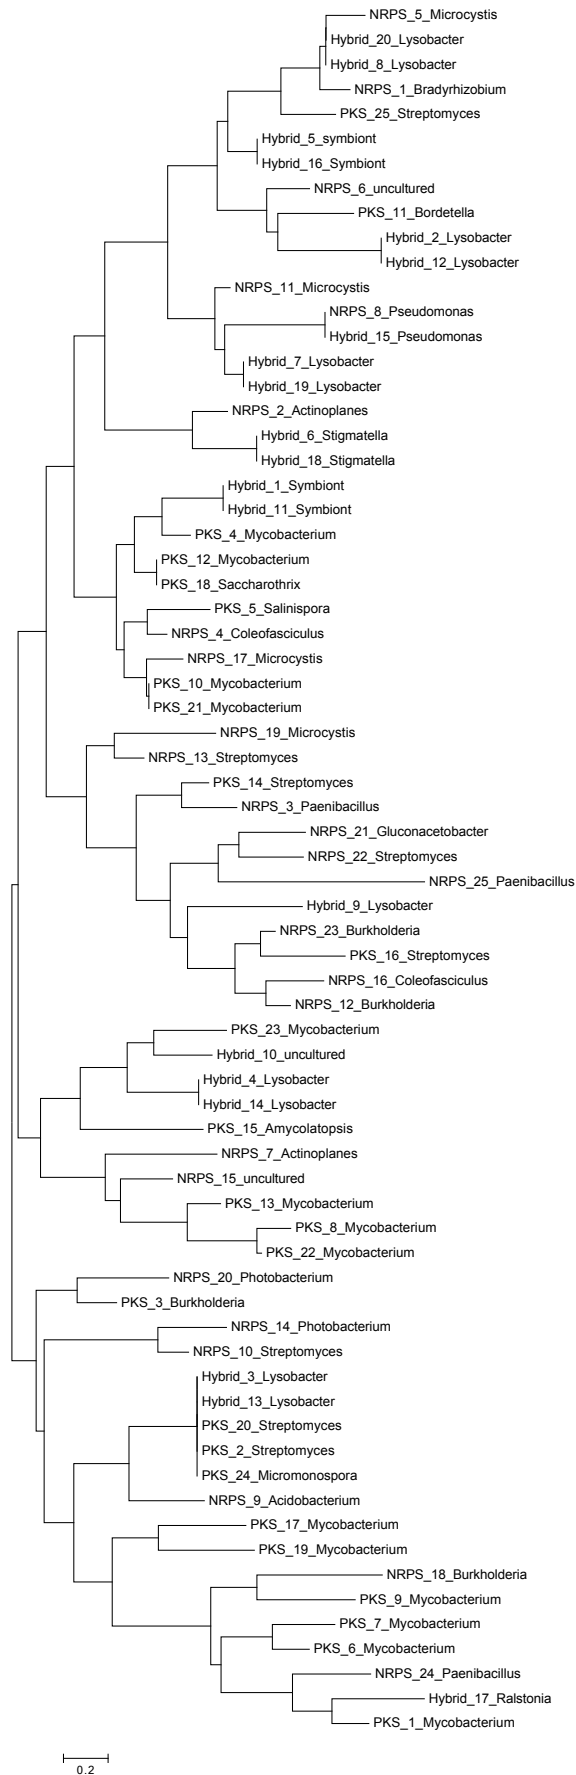 NRPS_5_Microcystis
Hybrid_20_Lysobacter
Hybrid_8_Lysobacter
NRPS_1_Bradyrhizobium
PKS_25_Streptomyces
Hybrid_5_symbiont
Hybrid_16_Symbiont
NRPS_6_uncultured
PKS_11_Bordetella
Hybrid_2_Lysobacter
Hybrid_12_Lysobacter
NRPS_11_Microcystis
NRPS_8_Pseudomonas
Hybrid_15_Pseudomonas
Hybrid_7_Lysobacter
Hybrid_19_Lysobacter
NRPS_2_Actinoplanes
Hybrid_6_Stigmatella
Hybrid_18_Stigmatella
Hybrid_1_Symbiont
Hybrid_11_Symbiont
PKS_4_Mycobacterium
PKS_12_Mycobacterium
PKS_18_Saccharothrix
PKS_5_Salinispora
NRPS_4_Coleofasciculus
NRPS_17_Microcystis
PKS_10_Mycobacterium
PKS_21_Mycobacterium
NRPS_19_Microcystis
NRPS_13_Streptomyces
PKS_14_Streptomyces
NRPS_3_Paenibacillus
NRPS_21_Gluconacetobacter
NRPS_22_Streptomyces
NRPS_25_Paenibacillus
Hybrid_9_Lysobacter
NRPS_23_Burkholderia
PKS_16_Streptomyces
NRPS_16_Coleofasciculus
NRPS_12_Burkholderia
PKS_23_Mycobacterium
Hybrid_10_uncultured
Hybrid_4_Lysobacter
Hybrid_14_Lysobacter
PKS_15_Amycolatopsis
NRPS_7_Actinoplanes
NRPS_15_uncultured
PKS_13_Mycobacterium
PKS_8_Mycobacterium
PKS_22_Mycobacterium
NRPS_20_Photobacterium
PKS_3_Burkholderia
NRPS_14_Photobacterium
NRPS_10_Streptomyces
Hybrid_3_Lysobacter
Hybrid_13_Lysobacter
PKS_20_Streptomyces
PKS_2_Streptomyces
PKS_24_Micromonospora
NRPS_9_Acidobacterium
PKS_17_Mycobacterium
PKS_19_Mycobacterium
NRPS_18_Burkholderia
PKS_9_Mycobacterium
PKS_7_Mycobacterium
PKS_6_Mycobacterium
NRPS_24_Paenibacillus
Hybrid_17_Ralstonia
PKS_1_Mycobacterium
0.2